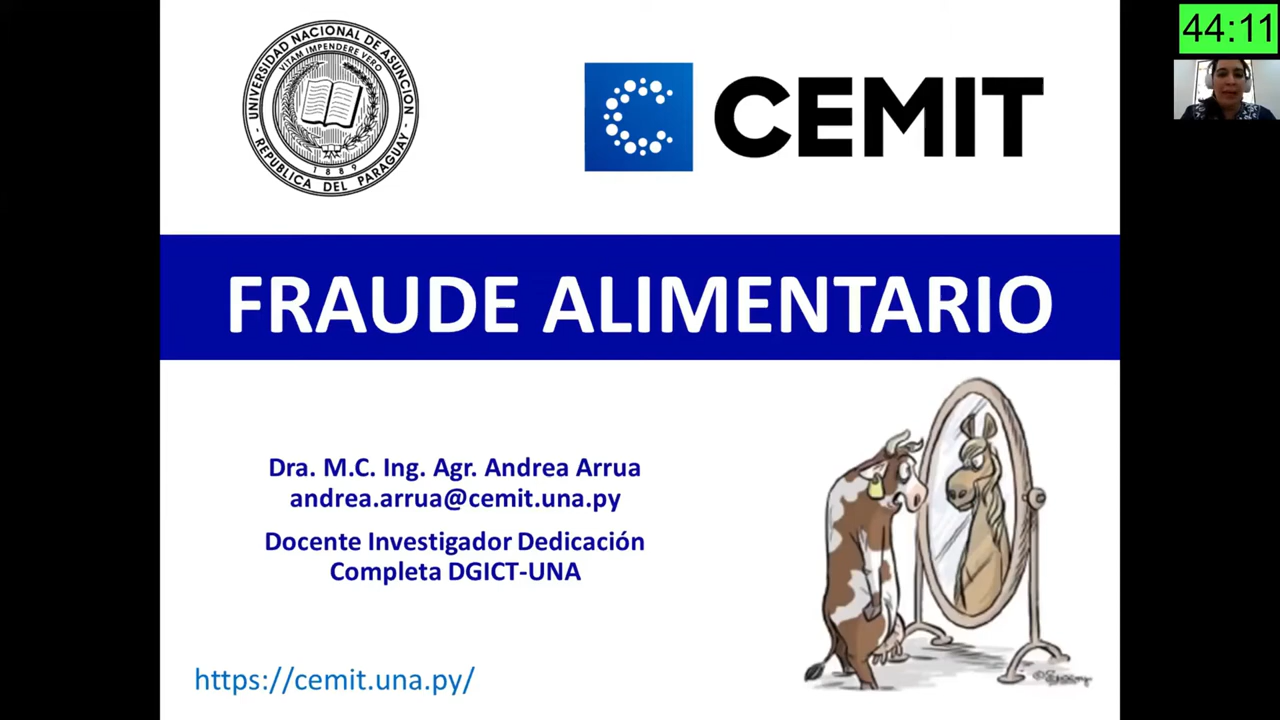 44:11
UNIVERSIDAD NACIONAL DE ASUNCION
VITAM IMPENDERE VERO
1889
REPUBLICA DEL PARAGUAY
CEMIT
FRAUDE ALIMENTARIO
Dra. M.C. Ing. Agr. Andrea Arrua
andrea.arrua@cemit.una.py
Docente Investigador Dedicación
Completa DGICT-UNA
https://cemit.una.py/